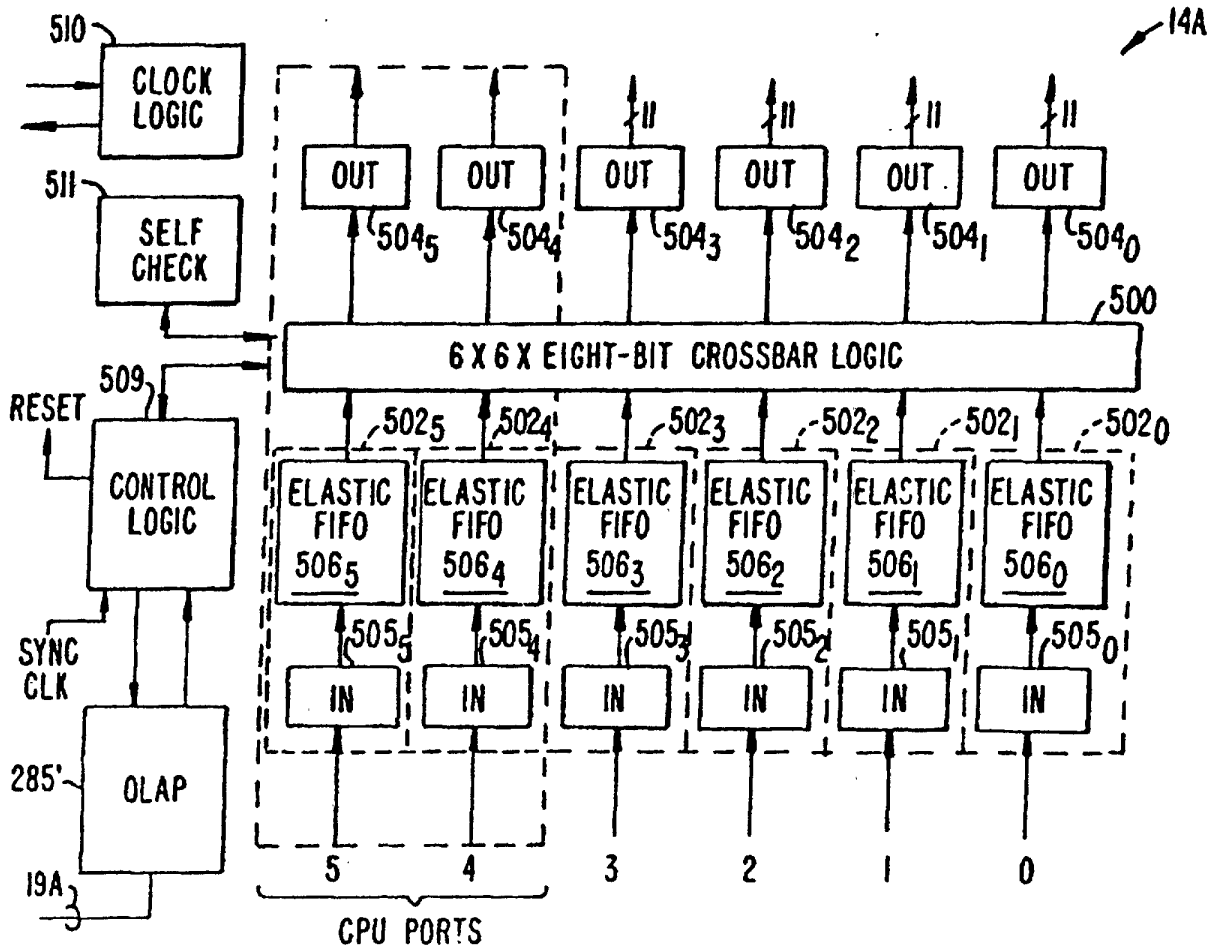 14A
510
CLOCK
LOGIC
11 11 11 11
OUT OUT OUT OUT OUT OUT
5045 5044 5043 5042 5041 5040
511
SELF
CHECK
500
6 X 6 X EIGHT-BIT CROSSBAR LOGIC
509
RESET
CONTROL
LOGIC
5025 5024 5023 5022 5021 5020
ELASTIC ELASTIC ELASTIC ELASTIC ELASTIC ELASTIC
FIFO FIFO FIFO FIFO FIFO FIFO
5065 5064 5063 5062 5061 5060
SYNC
CLK
5055 5054 5053 5052 5051 5050
IN IN IN IN IN IN
285'
OLAP
19A
5 4 3 2 1 0
CPU PORTS